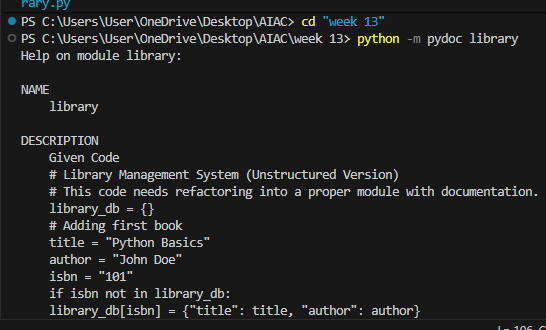 rary.py
PS C:\Users\User\OneDrive\Desktop\AIAC> cd "week 13"
PS C:\Users\User\OneDrive\Desktop\AIAC\week 13> python -m pydoc library
Help on module library:
NAME
    library
DESCRIPTION
    Given Code
    # Library Management System (Unstructured Version)
    # This code needs refactoring into a proper module with documentation.
    library_db = {}
    # Adding first book
    title = "Python Basics"
    author = "John Doe"
    isbn = "101"
    if isbn not in library_db:
    library_db[isbn] = {"title": title, "author": author}